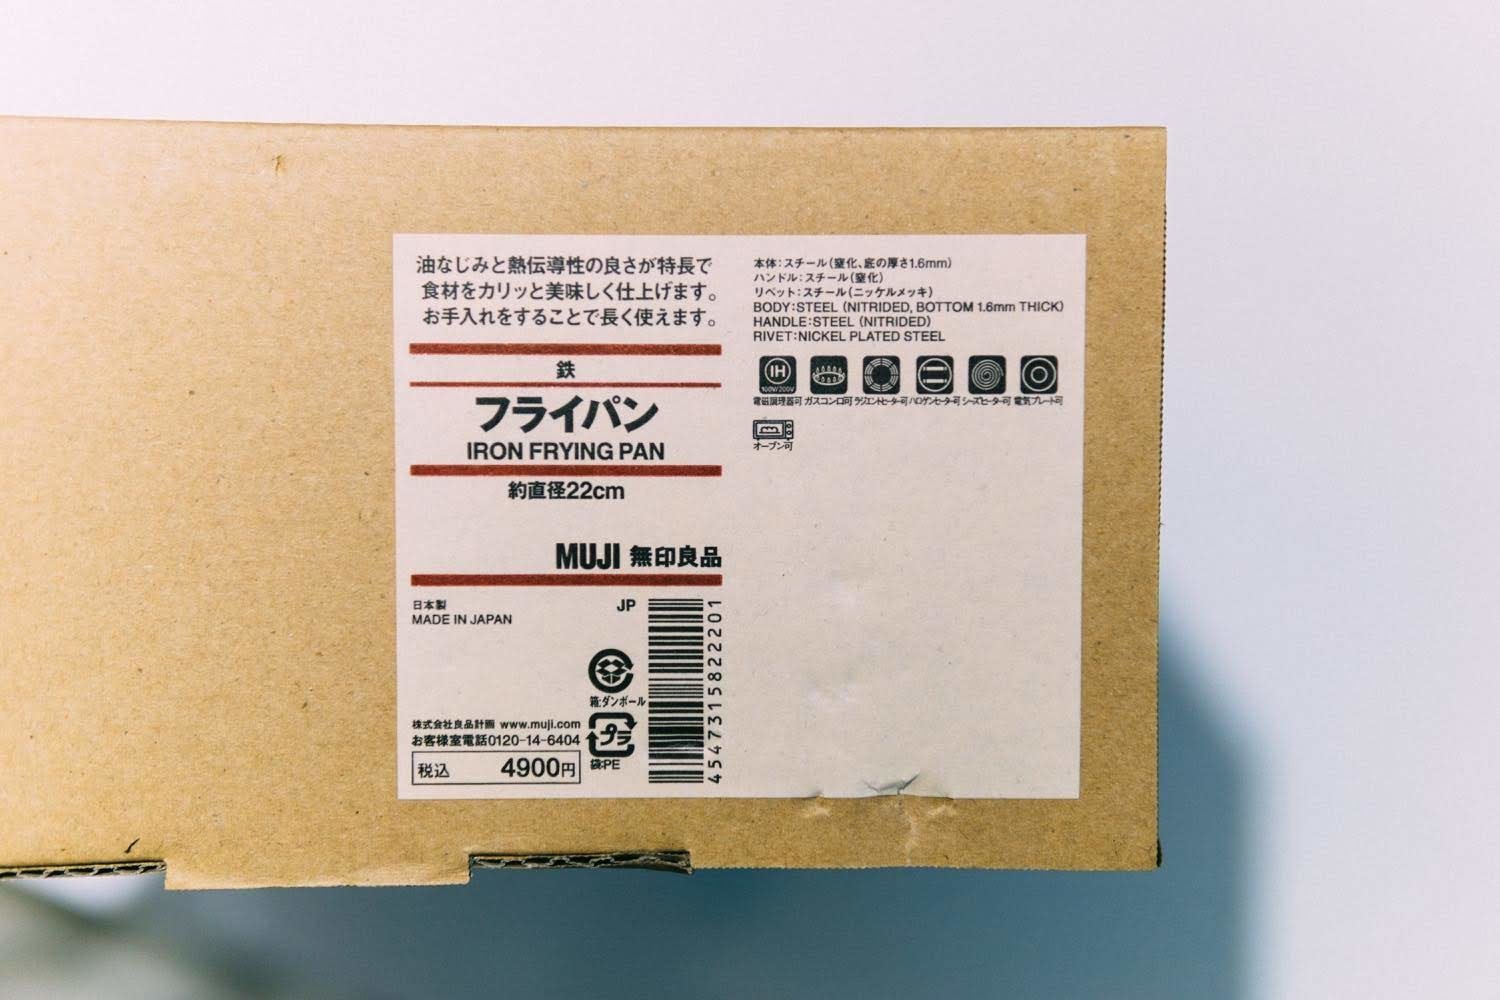 油なじみと熱伝導性の良さが特長で
食材をカリッと美味しく仕上げます。
お手入れをすることで長く使えます。
鉄
フライパン
IRON FRYING PAN
約直径22cm
MUJI 無印良品
日本製
MADE IN JAPAN
JP
4547315822201
箱:ダンボール
プラ
袋:PE
株式会社良品計画 www.muji.com
お客様室電話0120-14-6404
税込 4900円
本体:スチール(窒化、底の厚さ1.6mm)
ハンドル:スチール(窒化)
リベット:スチール(ニッケルメッキ)
BODY:STEEL (NITRIDED, BOTTOM 1.6mm THICK)
HANDLE:STEEL (NITRIDED)
RIVET:NICKEL PLATED STEEL
IH
100V/200V
電磁調理器可 ガスコンロ可 ラジエントヒーター可 ハロゲンヒーター可 シーズヒーター可 電気プレート可
オーブン可